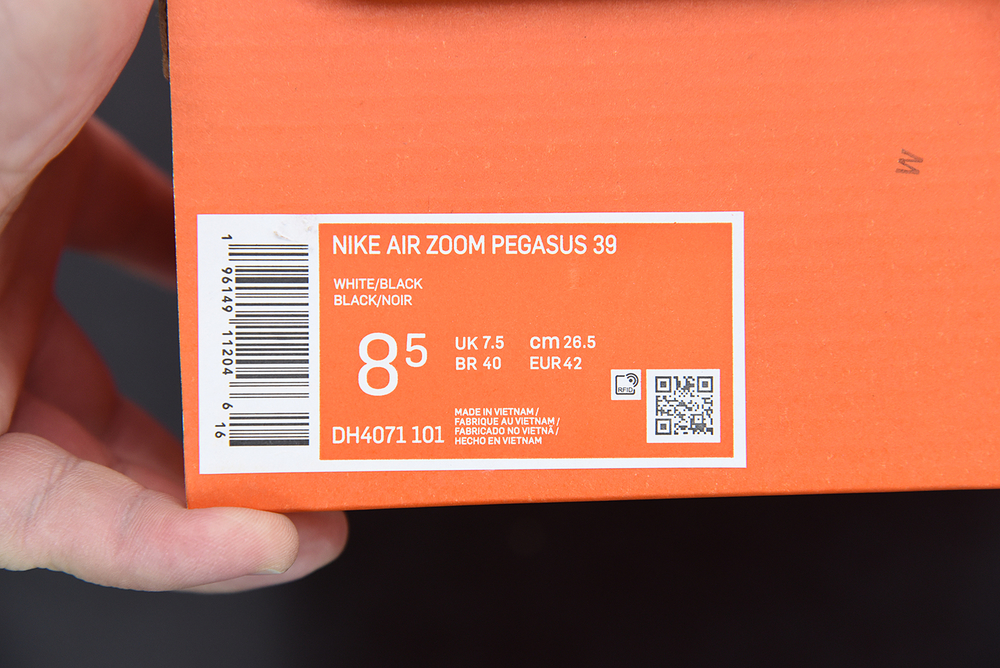 NIKE AIR ZOOM PEGASUS 39
WHITE/BLACK
BLACK/NOIR
8⁵
UK 7.5 cm 26.5
BR 40 EUR 42
RFID
MADE IN VIETNAM /
FABRIQUE AU VIETNAM /
FABRICADO NO VIETNÃ /
HECHO EN VIETNAM
DH4071 101
1 96149 11204 6 16
M